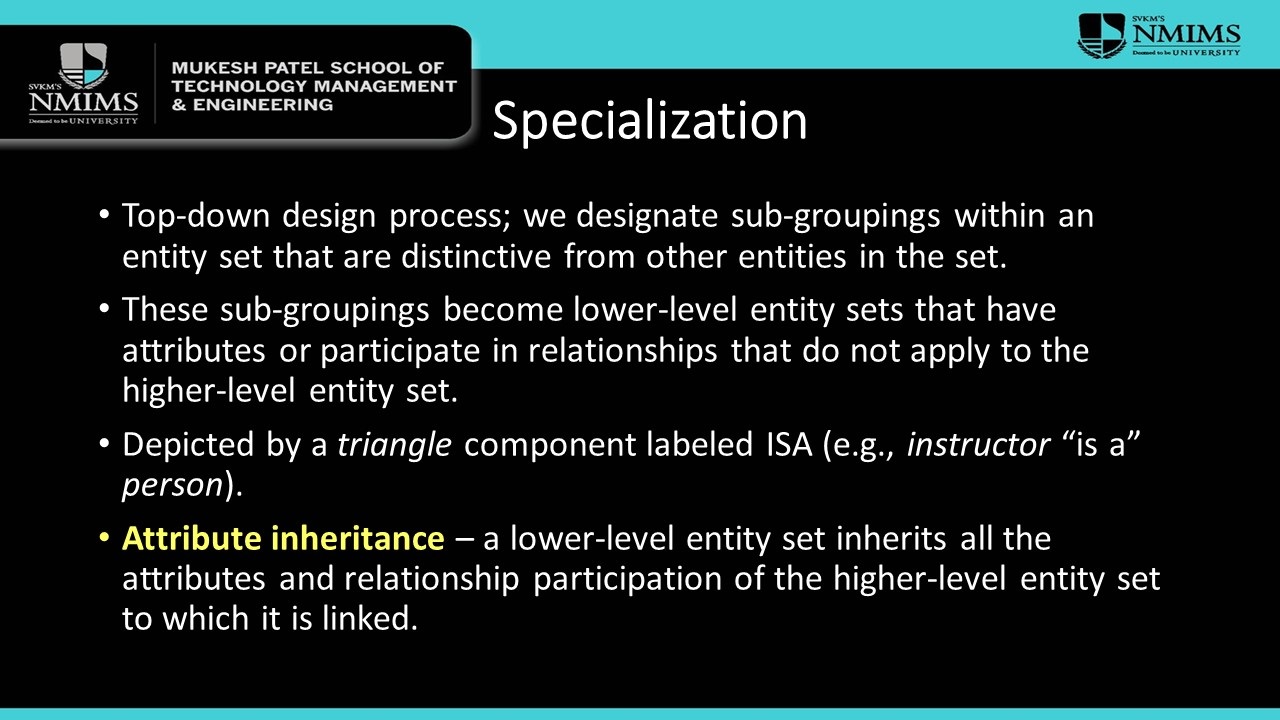 SVKM'S
NMIMS
Deemed to be UNIVERSITY
MUKESH PATEL SCHOOL OF
TECHNOLOGY MANAGEMENT
& ENGINEERING
SVKM'S
NMIMS
Deemed to be UNIVERSITY
Specialization
• Top-down design process; we designate sub-groupings within an
entity set that are distinctive from other entities in the set.
• These sub-groupings become lower-level entity sets that have
attributes or participate in relationships that do not apply to the
higher-level entity set.
• Depicted by a triangle component labeled ISA (e.g., instructor “is a”
person).
• Attribute inheritance – a lower-level entity set inherits all the
attributes and relationship participation of the higher-level entity set
to which it is linked.